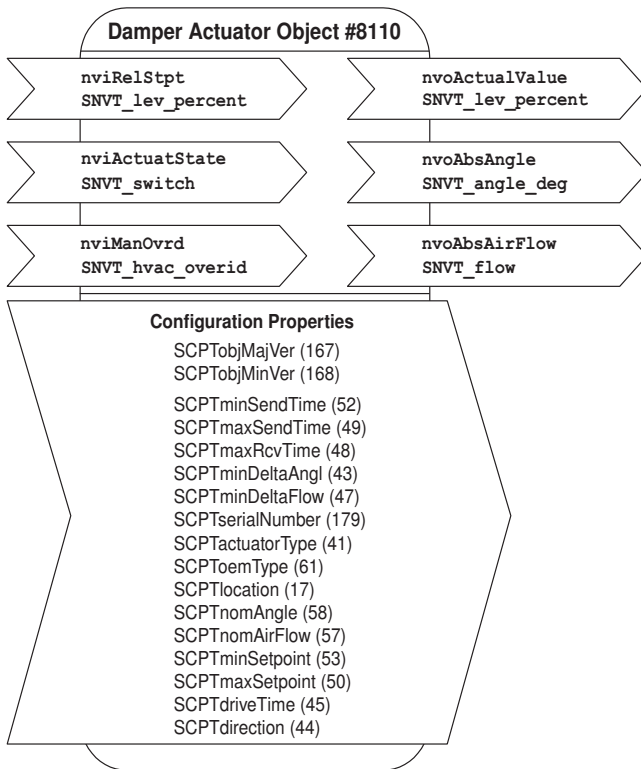 Damper Actuator Object #8110
nviRelStpt
SNVT_lev_percent
nvoActualValue
SNVT_lev_percent
nviActuatState
SNVT_switch
nvoAbsAngle
SNVT_angle_deg
nviManOvrd
SNVT_hvac_overid
nvoAbsAirFlow
SNVT_flow
Configuration Properties
SCPTobjMajVer (167)
SCPTobjMinVer (168)
SCPTminSendTime (52)
SCPTmaxSendTime (49)
SCPTmaxRcvTime (48)
SCPTminDeltaAngl (43)
SCPTminDeltaFlow (47)
SCPTserialNumber (179)
SCPTactuatorType (41)
SCPToemType (61)
SCPTlocation (17)
SCPTnomAngle (58)
SCPTnomAirFlow (57)
SCPTminSetpoint (53)
SCPTmaxSetpoint (50)
SCPTdriveTime (45)
SCPTdirection (44)